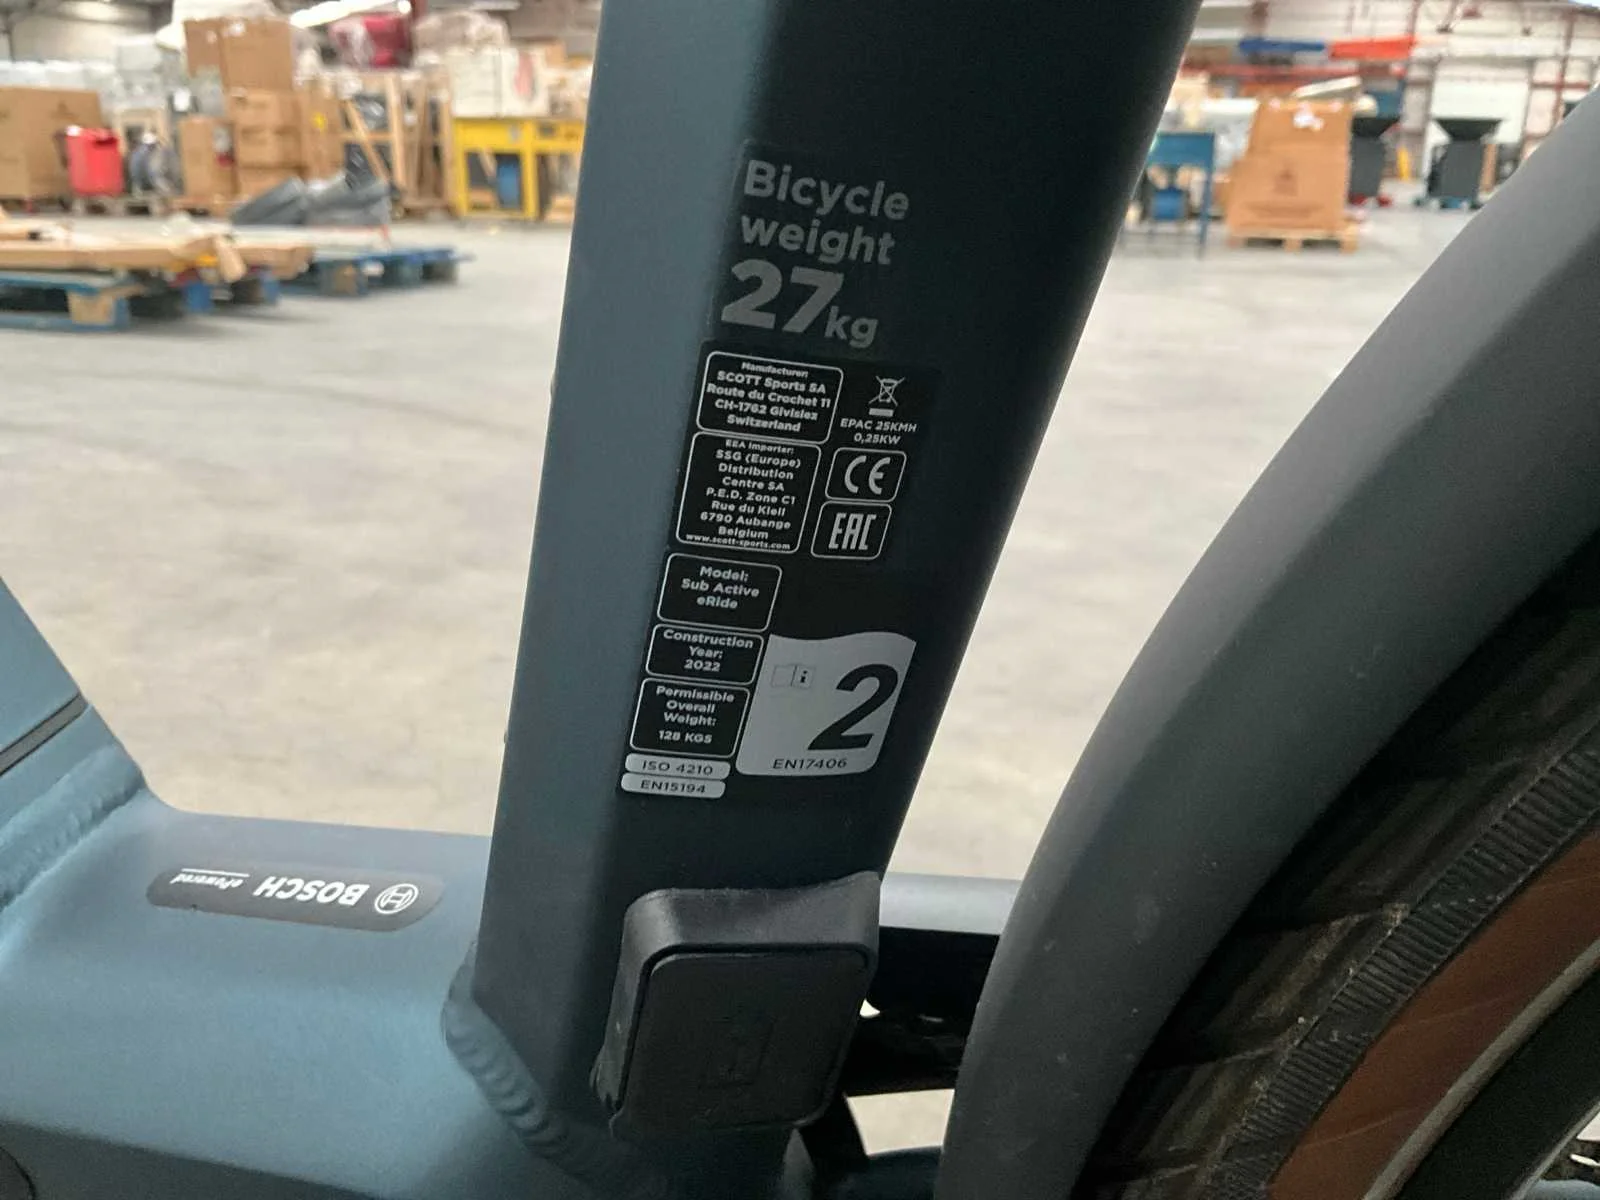 Bicycle
weight
27kg
Manufacturer:
SCOTT Sports SA
Route du Crochet 11
CH-1762 Givisiez
Switzerland
EPAC 25KMH
0,25KW
EEA Importer:
SSG (Europe)
Distribution
Centre SA
P.E.D. Zone C1
Rue du Kiell
6790 Aubange
Belgium
www.scott-sports.com
CE
EAC
Model:
Sub Active
eRide
Construction
Year:
2022
Permissible
Overall
Weight:
128 KGS
i
2
EN17406
ISO 4210
EN15194
BOSCH
ePowered